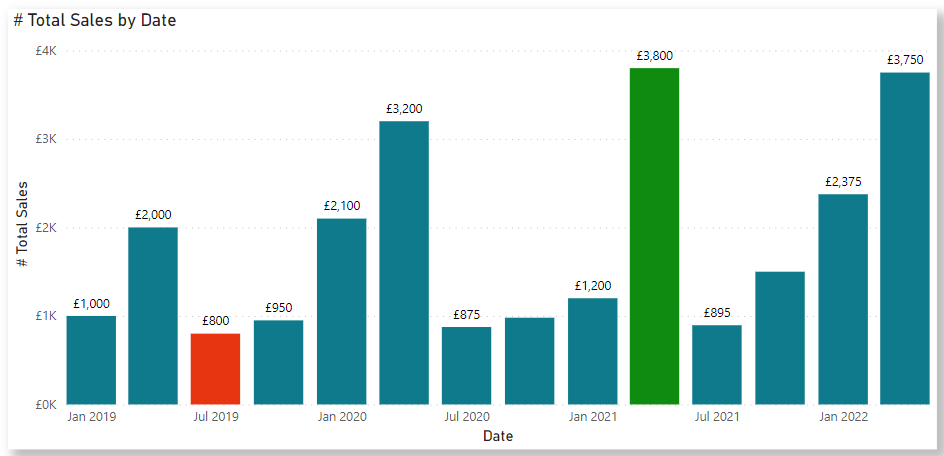 # Total Sales by Date
£4K
£3K
£2K
£1K
£0K
# Total Sales
£1,000
£2,000
£800
£950
£2,100
£3,200
£875
£1,200
£3,800
£895
£2,375
£3,750
Jan 2019
Jul 2019
Jan 2020
Jul 2020
Jan 2021
Jul 2021
Jan 2022
Date